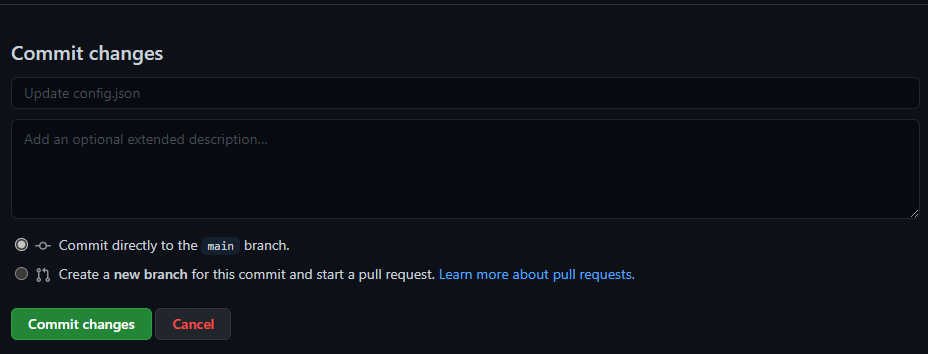 Commit changes
Update config.json
Add an optional extended description...
Commit directly to the main branch.
Create a new branch for this commit and start a pull request. Learn more about pull requests.
Commit changes Cancel